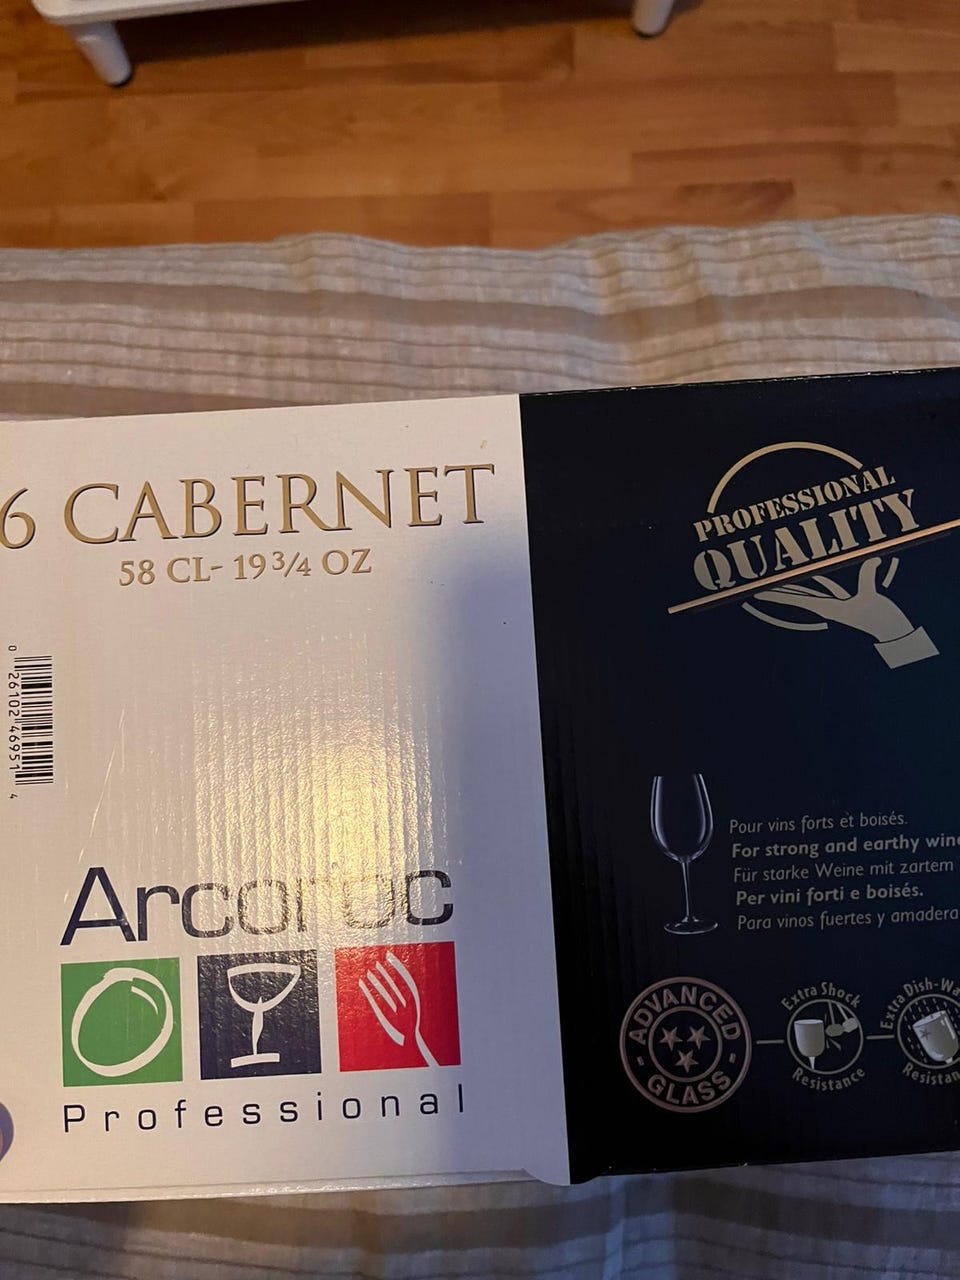 6 CABERNET
58 CL- 19 3/4 OZ
0 26102 46951 4
Arcoroc
Professional
PROFESSIONAL
QUALITY
Pour vins forts et boisés.
For strong and earthy wine
Für starke Weine mit zartem
Per vini forti e boisés.
Para vinos fuertes y amadera
ADVANCED
GLASS
Extra Shock
Resistance
Extra Dish-Wa
Resistan